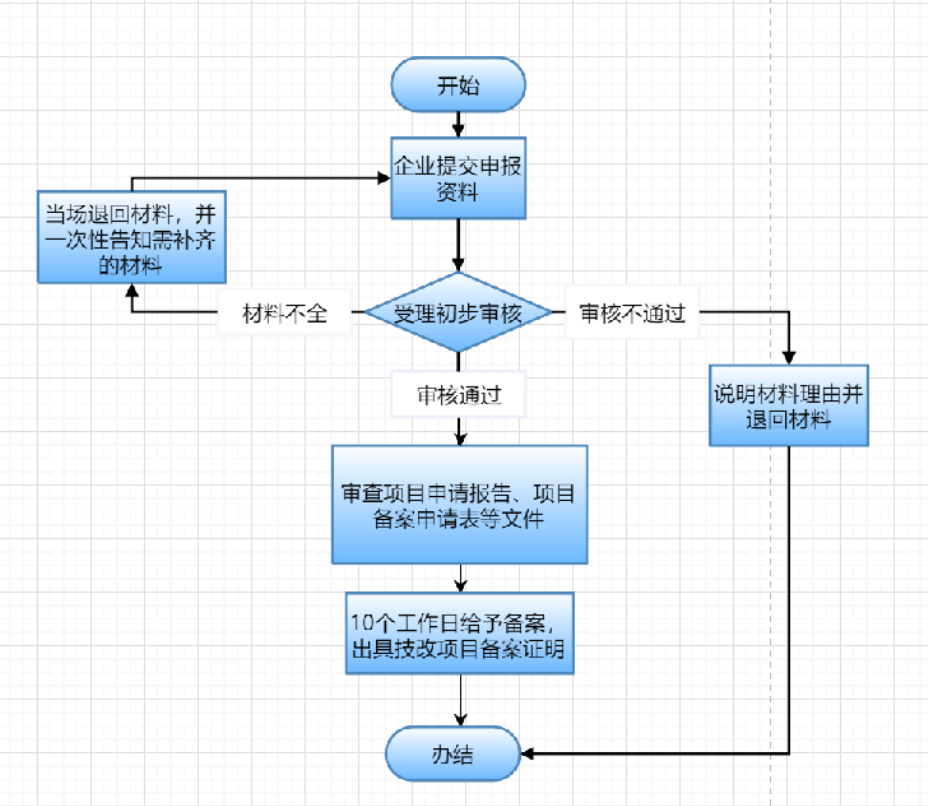 开始
企业提交申报
资料
当场退回材料，并
一次性告知需补齐
的材料
材料不全
受理初步审核
审核不通过
审核通过
说明材料理由并
退回材料
审查项目申请报告、项目
备案申请表等文件
10个工作日给予备案，
出具技改项目备案证明
办结